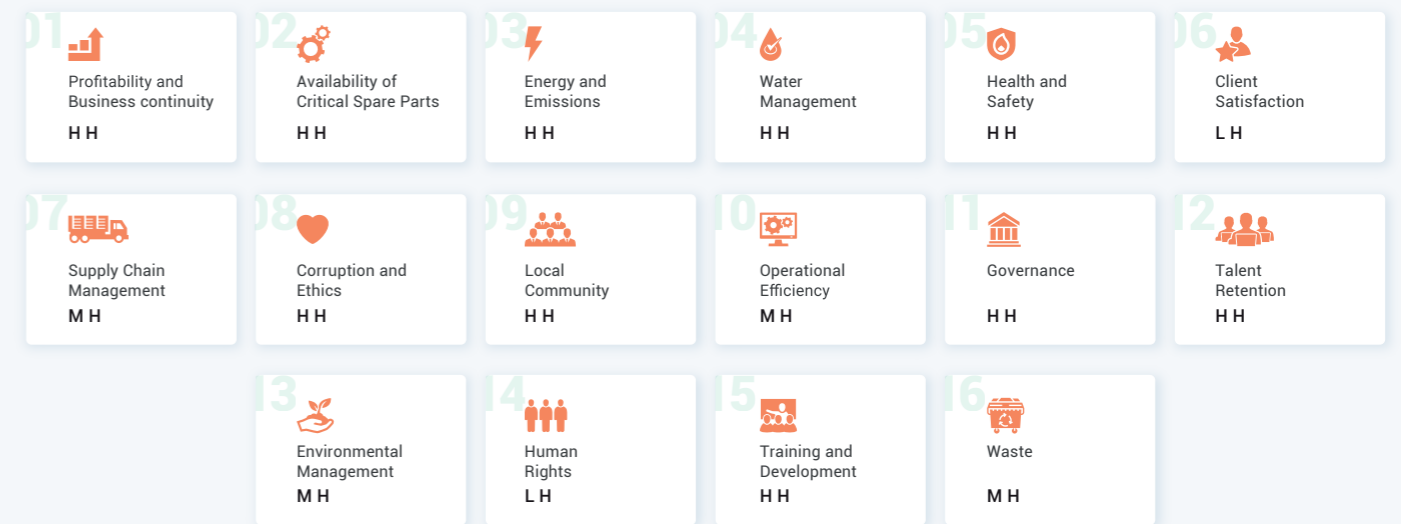 01
Profitability and
Business continuity
H H
02
Availability of
Critical Spare Parts
H H
03
Energy and
Emissions
H H
04
Water
Management
H H
05
Health and
Safety
H H
06
Client
Satisfaction
L H
07
Supply Chain
Management
M H
08
Corruption and
Ethics
H H
09
Local
Community
H H
10
Operational
Efficiency
M H
11
Governance
H H
12
Talent
Retention
H H
13
Environmental
Management
M H
14
Human
Rights
L H
15
Training and
Development
H H
16
Waste
M H